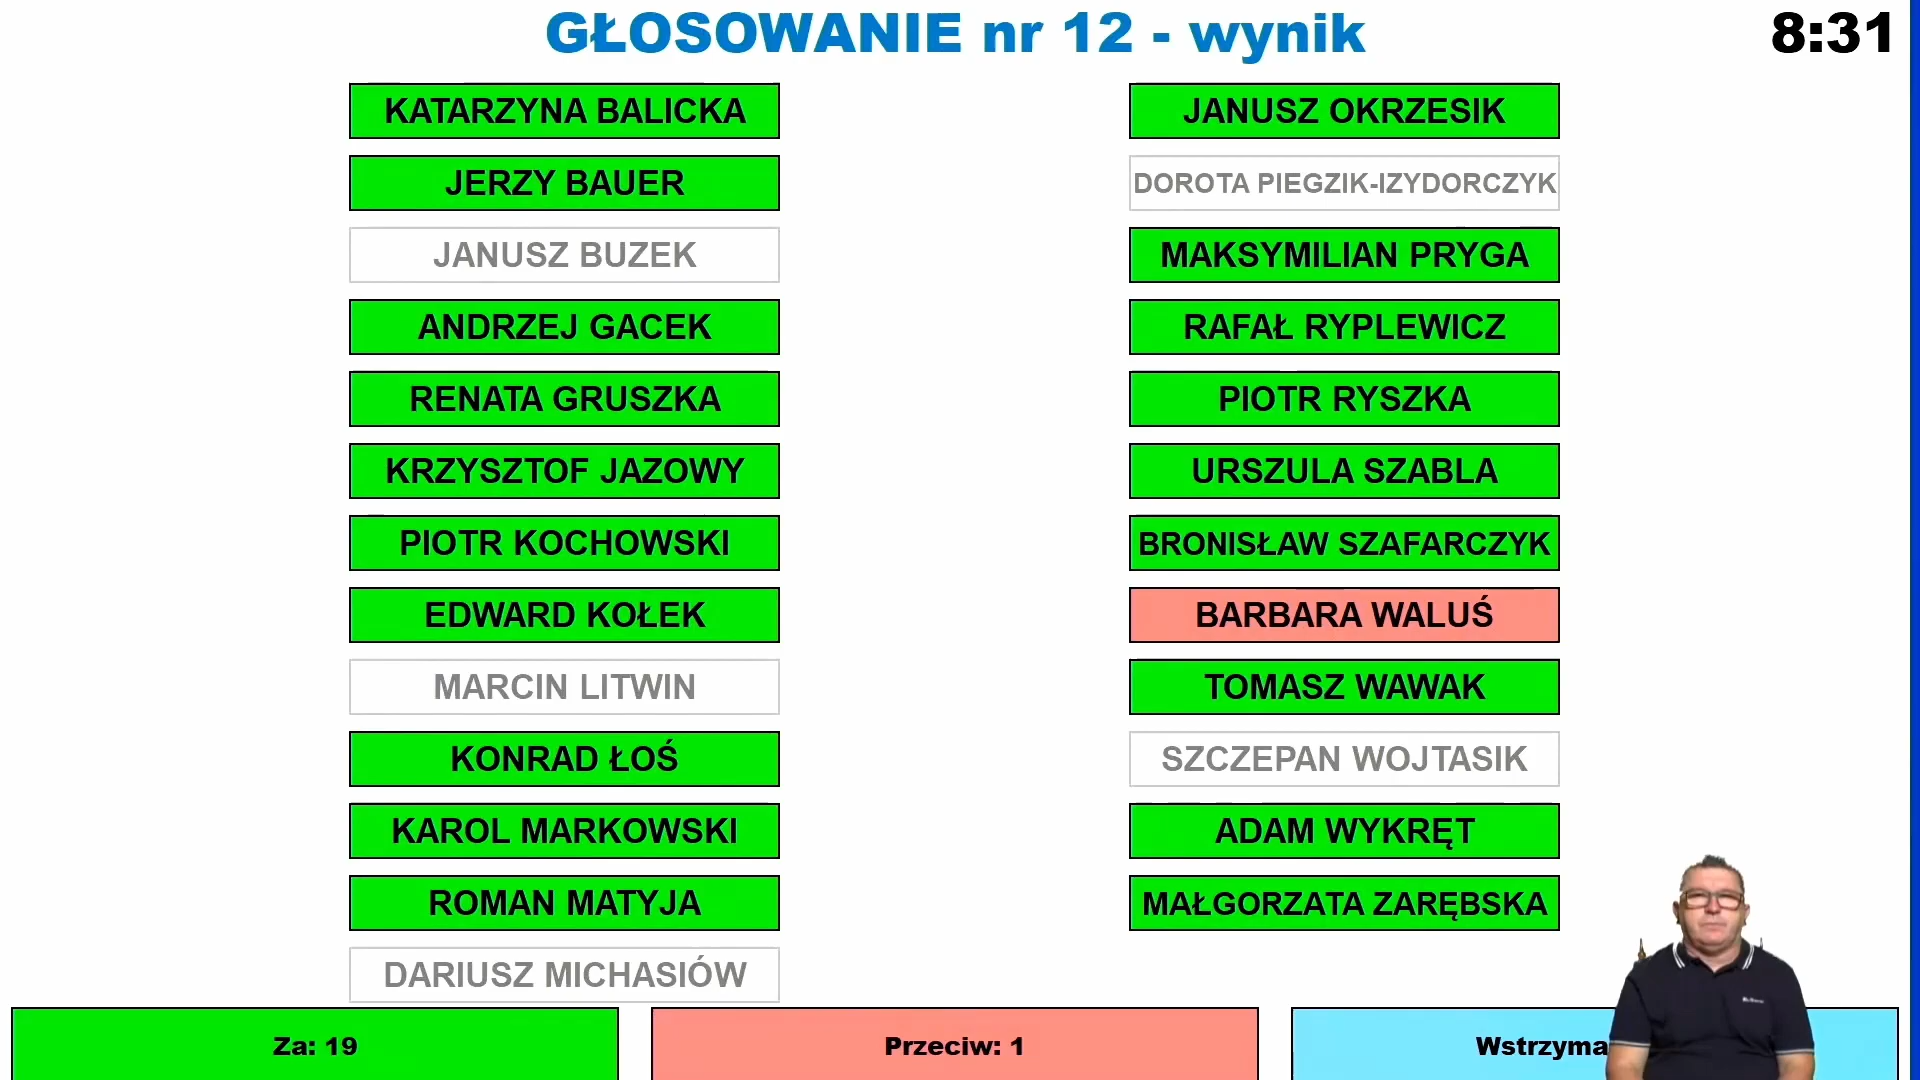 GŁOSOWANIE nr 12 - wynik
8:31
KATARZYNA BALICKA
JERZY BAUER
JANUSZ BUZEK
ANDRZEJ GACEK
RENATA GRUSZKA
KRZYSZTOF JAZOWY
PIOTR KOCHOWSKI
EDWARD KOŁEK
MARCIN LITWIN
KONRAD ŁOŚ
KAROL MARKOWSKI
ROMAN MATYJA
DARIUSZ MICHASIÓW
JANUSZ OKRZESIK
DOROTA PIEGZIK-IZYDORCZYK
MAKSYMILIAN PRYGA
RAFAŁ RYPLEWICZ
PIOTR RYSZKA
URSZULA SZABLA
BRONISŁAW SZAFARCZYK
BARBARA WALUŚ
TOMASZ WAWAK
SZCZEPAN WOJTASIK
ADAM WYKRĘT
MAŁGORZATA ZARĘBSKA
Za: 19
Przeciw: 1
Wstrzyma